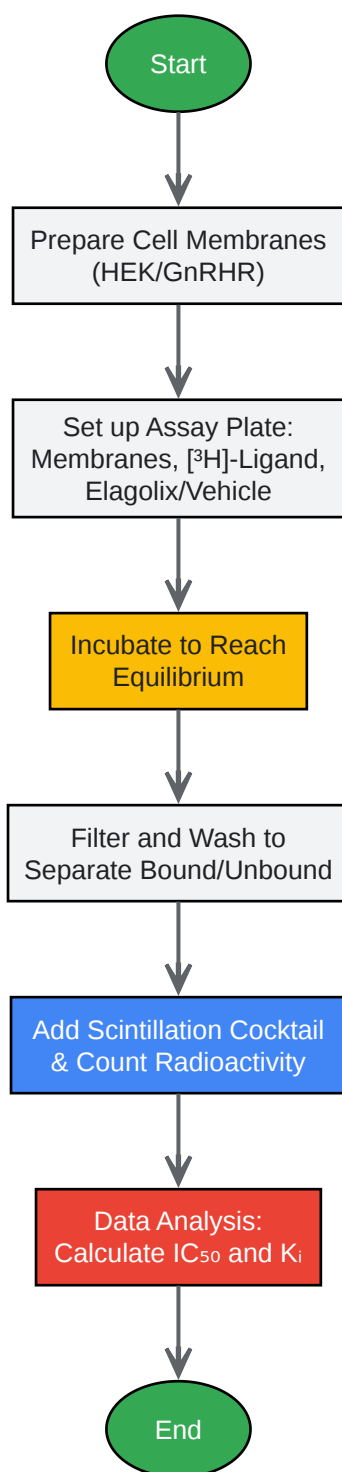 Start
Prepare Cell Membranes
(HEK/GnRHR)
Set up Assay Plate:
Membranes, [³H]-Ligand,
Elagolix/Vehicle
Incubate to Reach
Equilibrium
Filter and Wash to
Separate Bound/Unbound
Add Scintillation Cocktail
& Count Radioactivity
Data Analysis:
Calculate IC₅₀ and Kᵢ
End